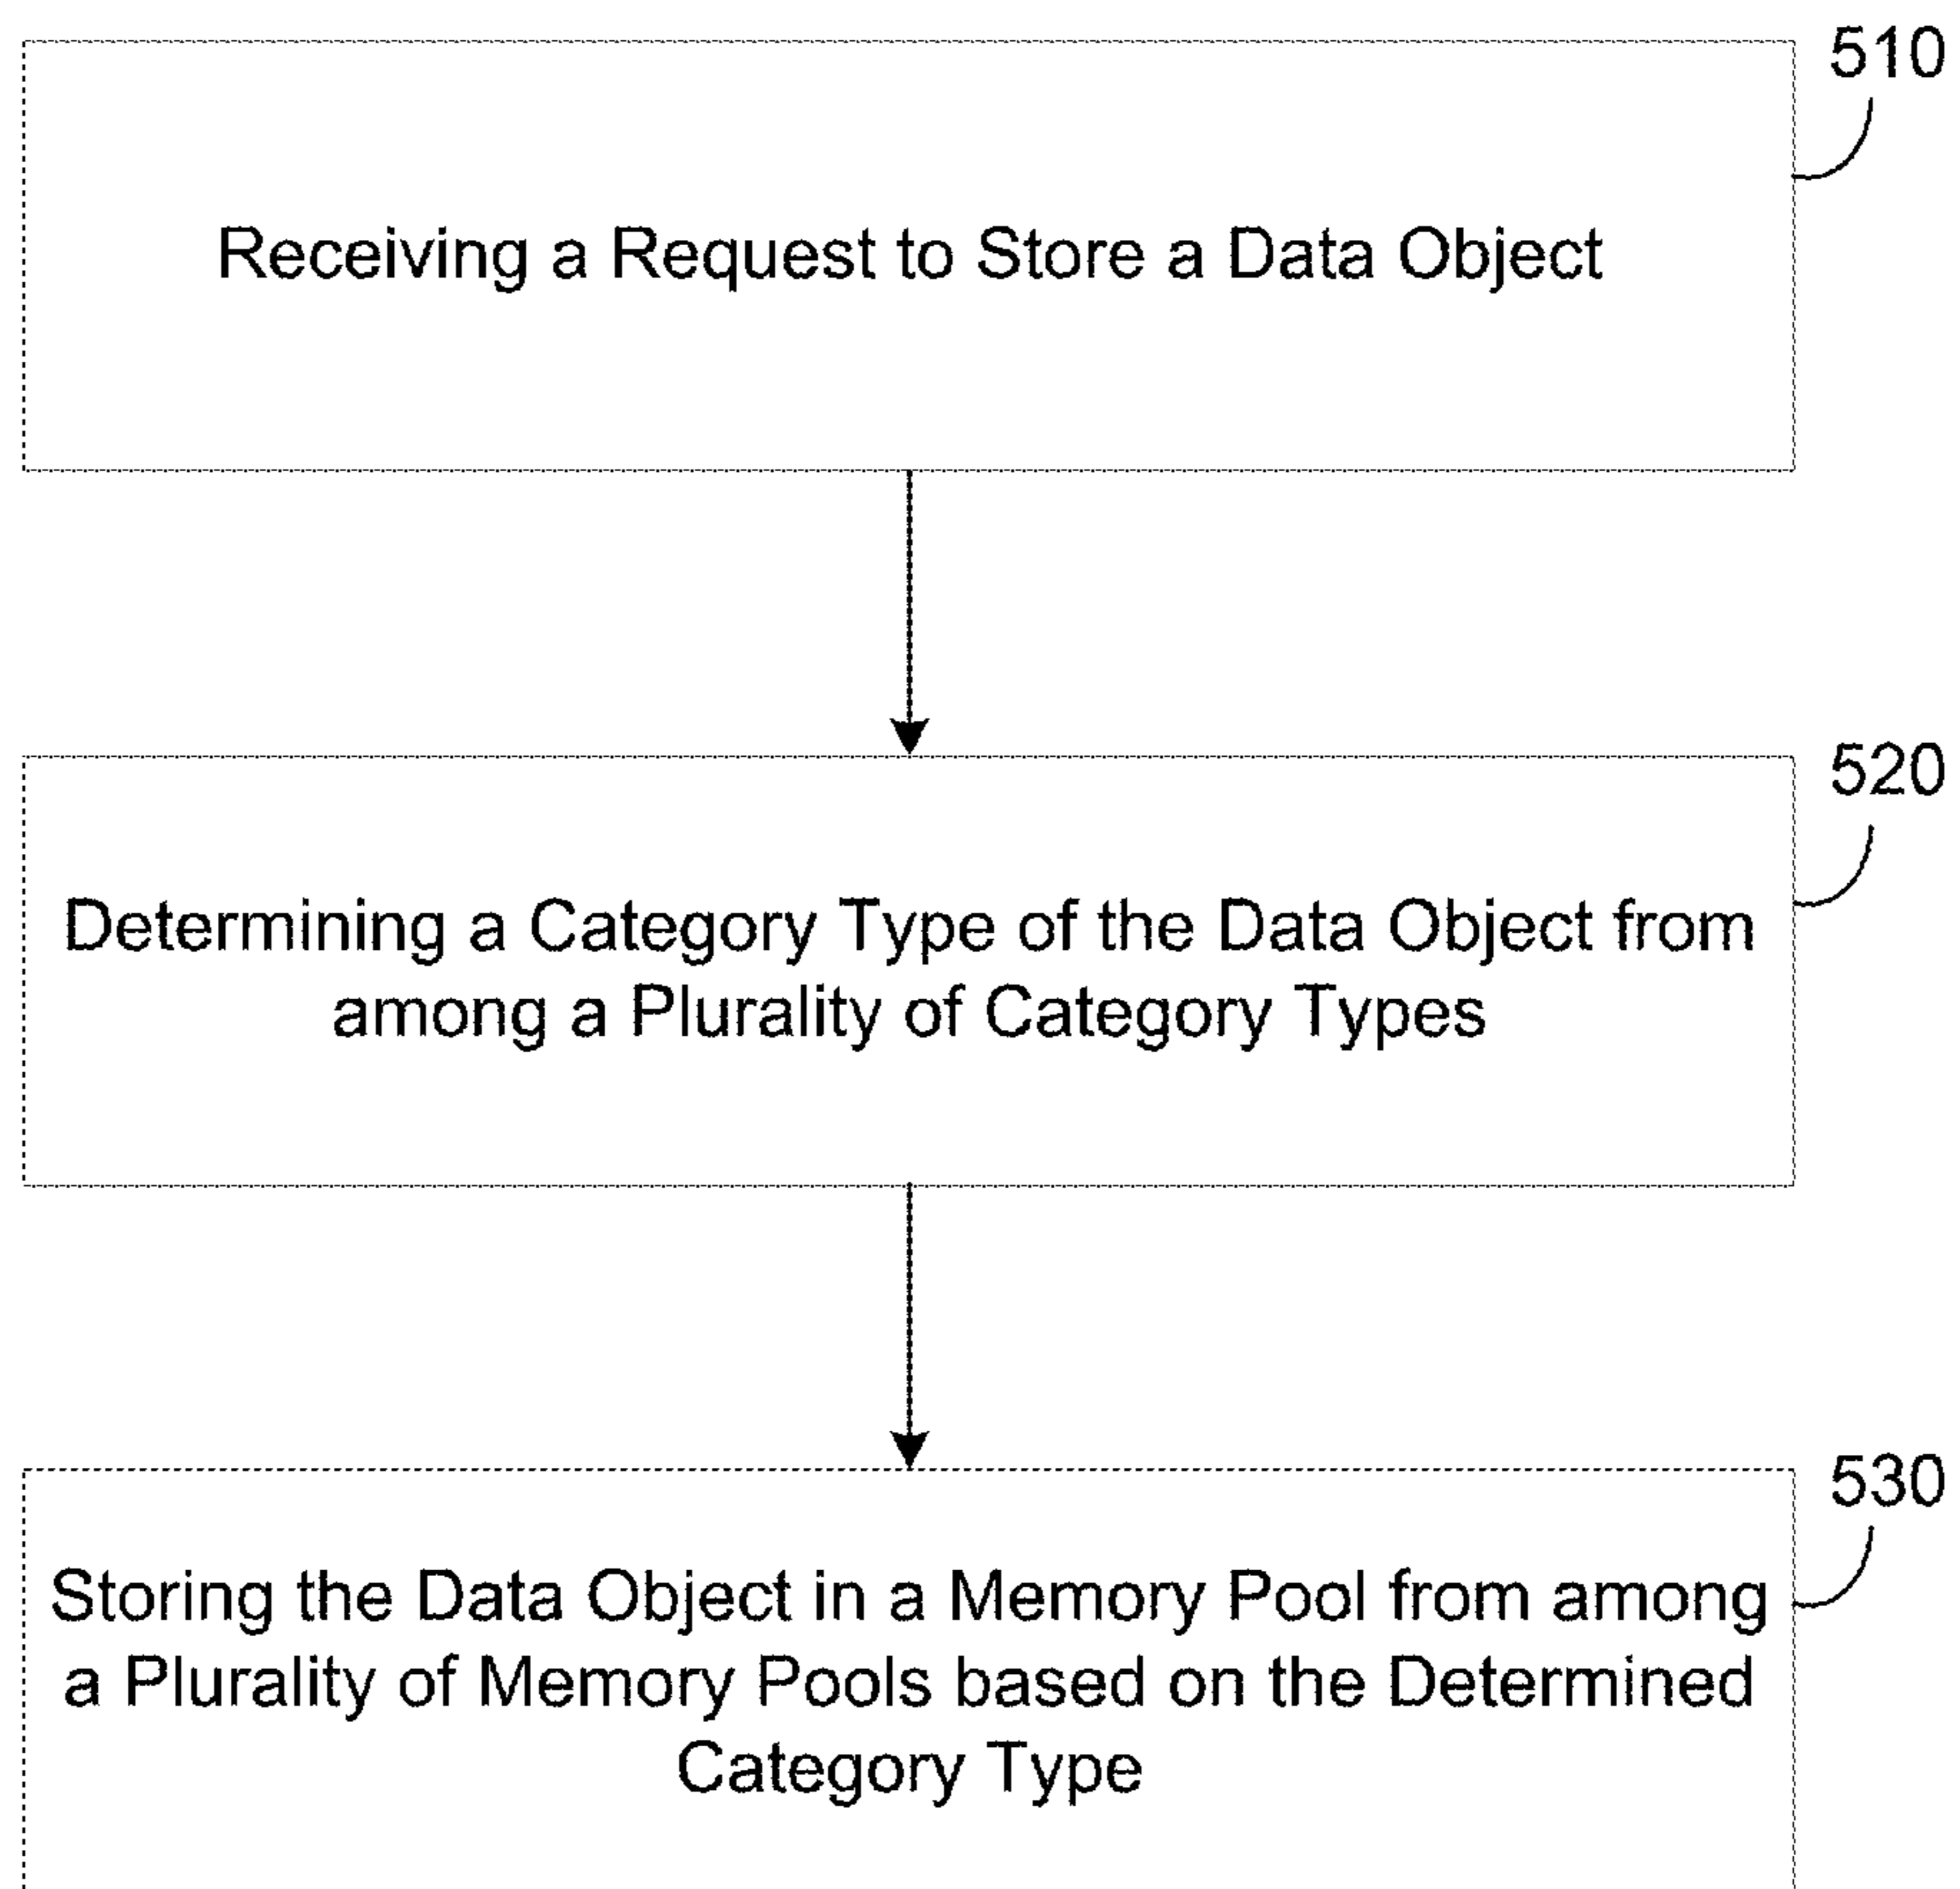 510
Receiving a Request to Store a Data Object
520
Determining a Category Type of the Data Object from
among a Plurality of Category Types
530
Storing the Data Object in a Memory Pool from among
a Plurality of Memory Pools based on the Determined
Category Type